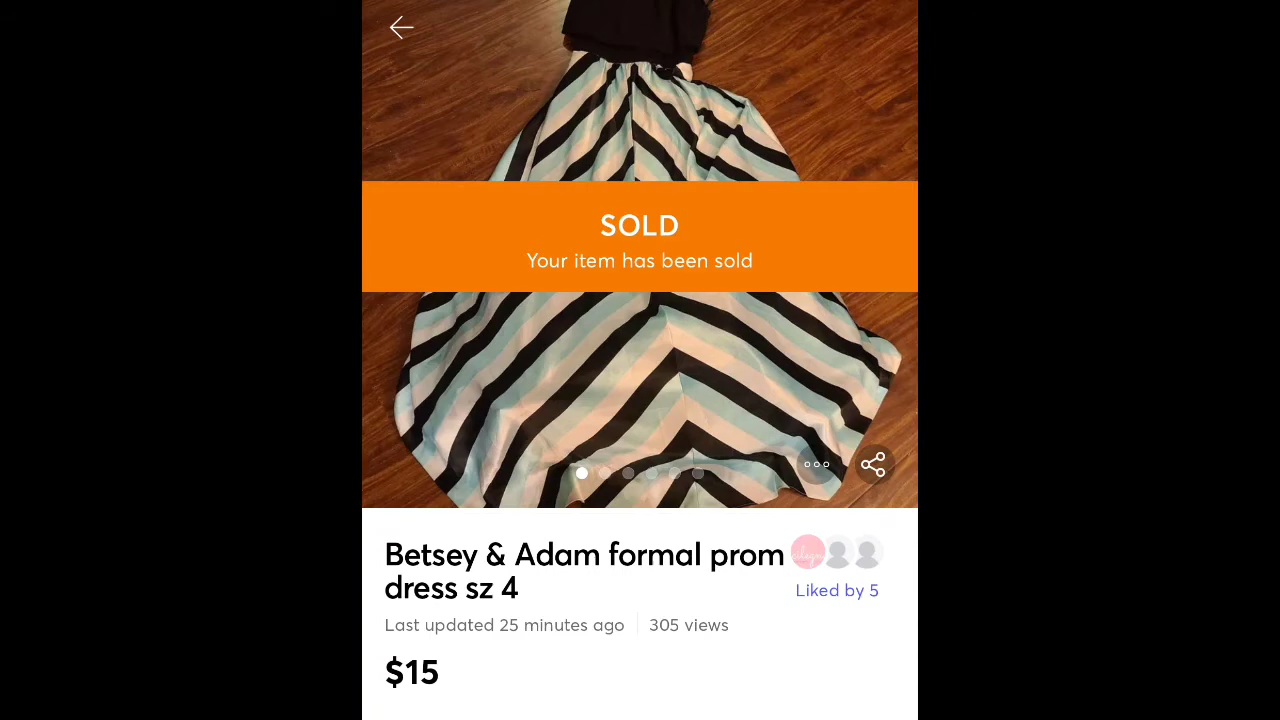 SOLD
Your item has been sold
Betsey & Adam formal prom
dress sz 4
Liked by 5
Last updated 25 minutes ago
305 views
$15